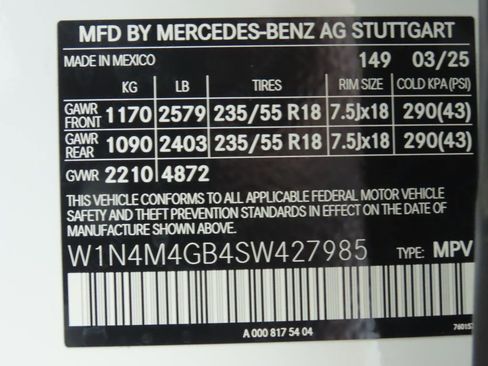 MFD BY MERCEDES-BENZ AG STUTTGART
MADE IN MEXICO 149 03/25
KG LB TIRES RIM SIZE COLD KPA (PSI)
GAWR FRONT 1170 2579 235/55 R18 7.5Jx18 290(43)
GAWR REAR 1090 2403 235/55 R18 7.5Jx18 290(43)
GVWR 2210 4872
THIS VEHICLE CONFORMS TO ALL APPLICABLE FEDERAL MOTOR VEHICLE
SAFETY AND THEFT PREVENTION STANDARDS IN EFFECT ON THE DATE OF
MANUFACTURE SHOWN ABOVE.
W1N4M4GB4SW427985 TYPE: MPV
A 000 817 54 04